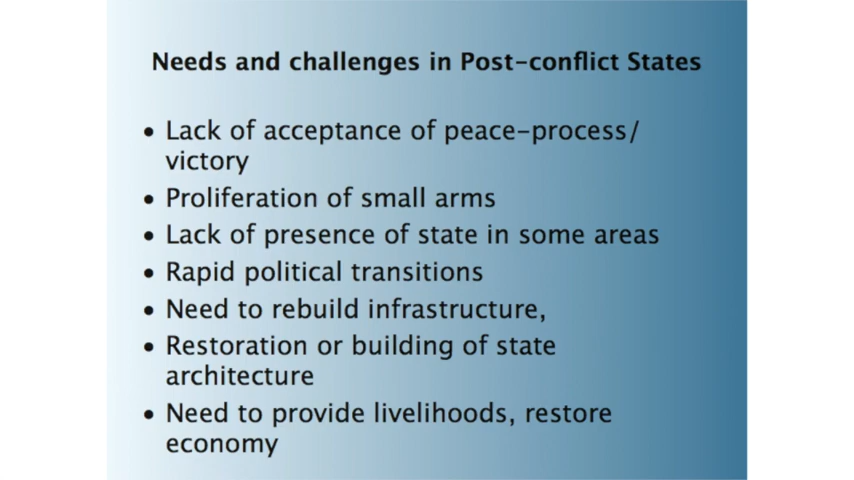 Needs and challenges in Post-conflict States
• Lack of acceptance of peace-process/
victory
• Proliferation of small arms
• Lack of presence of state in some areas
• Rapid political transitions
• Need to rebuild infrastructure,
• Restoration or building of state
architecture
• Need to provide livelihoods, restore
economy